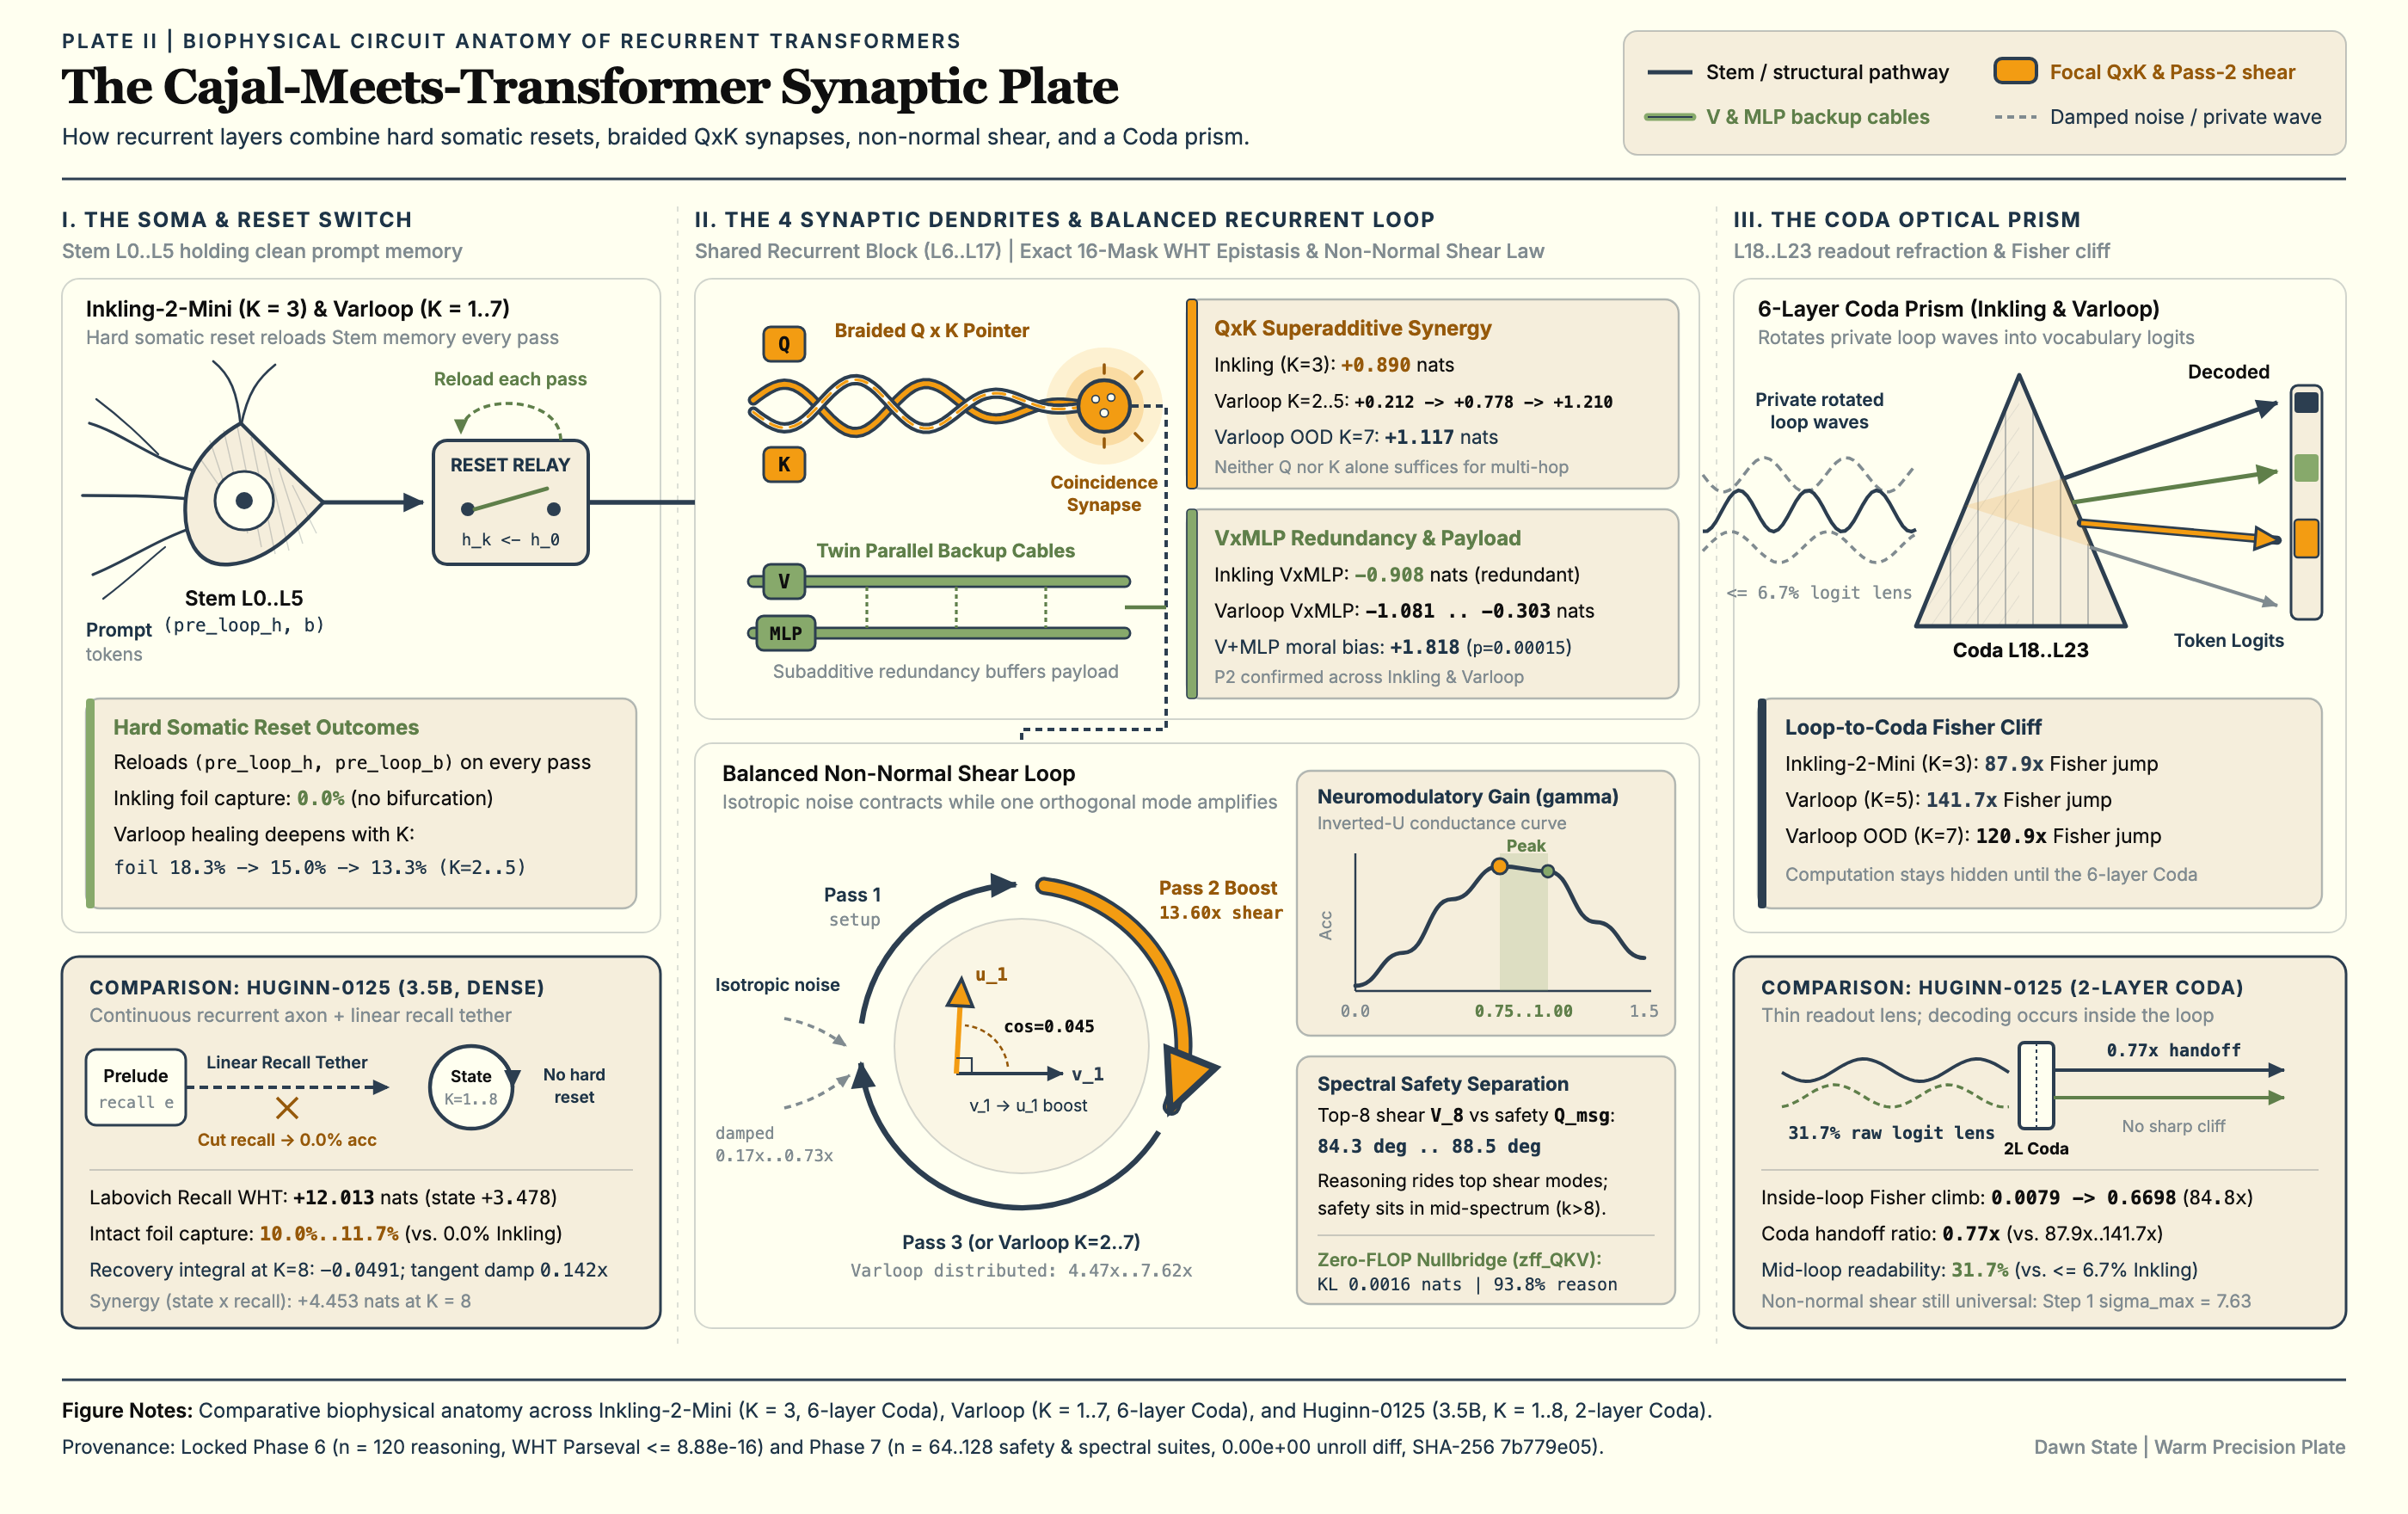 PLATE II | BIOPHYSICAL CIRCUIT ANATOMY OF RECURRENT TRANSFORMERS
The Cajal-Meets-Transformer Synaptic Plate
How recurrent layers combine hard somatic resets, braided QxK synapses, non-normal shear, and a Coda prism.
Stem / structural pathway
Focal QxK & Pass-2 shear
V & MLP backup cables
Damped noise / private wave
I. THE SOMA & RESET SWITCH
Stem L0..L5 holding clean prompt memory
Inkling-2-Mini (K = 3) & Varloop (K = 1..7)
Hard somatic reset reloads Stem memory every pass
Reload each pass
RESET RELAY
h_k <- h_0
Stem L0..L5
(pre_loop_h, b)
Prompt
tokens
Hard Somatic Reset Outcomes
Reloads (pre_loop_h, pre_loop_b) on every pass
Inkling foil capture: 0.0% (no bifurcation)
Varloop healing deepens with K:
foil 18.3% -> 15.0% -> 13.3% (K=2..5)
COMPARISON: HUGINN-0125 (3.5B, DENSE)
Continuous recurrent axon + linear recall tether
Prelude
recall e
Linear Recall Tether
Cut recall → 0.0% acc
State
K=1..8
No hard
reset
Labovich Recall WHT: +12.013 nats (state +3.478)
Intact foil capture: 10.0%..11.7% (vs. 0.0% Inkling)
Recovery integral at K=8: -0.0491; tangent damp 0.142x
Synergy (state x recall): +4.453 nats at K = 8
II. THE 4 SYNAPTIC DENDRITES & BALANCED RECURRENT LOOP
Shared Recurrent Block (L6..L17) | Exact 16-Mask WHT Epistasis & Non-Normal Shear Law
Q
Braided Q x K Pointer
K
Coincidence
Synapse
Twin Parallel Backup Cables
V
MLP
Subadditive redundancy buffers payload
QxK Superadditive Synergy
Inkling (K=3): +0.890 nats
Varloop K=2..5: +0.212 -> +0.778 -> +1.210
Varloop OOD K=7: +1.117 nats
Neither Q nor K alone suffices for multi-hop
VxMLP Redundancy & Payload
Inkling VxMLP: -0.908 nats (redundant)
Varloop VxMLP: -1.081 .. -0.303 nats
V+MLP moral bias: +1.818 (p=0.00015)
P2 confirmed across Inkling & Varloop
Balanced Non-Normal Shear Loop
Isotropic noise contracts while one orthogonal mode amplifies
Pass 1
setup
Pass 2 Boost
13.60x shear
Isotropic noise
damped
0.17x..0.73x
u_1
cos=0.045
v_1
v_1 → u_1 boost
Pass 3 (or Varloop K=2..7)
Varloop distributed: 4.47x..7.62x
Neuromodulatory Gain (gamma)
Inverted-U conductance curve
Peak
Acc
0.0
0.75..1.00
1.5
Spectral Safety Separation
Top-8 shear V_8 vs safety Q_msg:
84.3 deg .. 88.5 deg
Reasoning rides top shear modes;
safety sits in mid-spectrum (k>8).
Zero-FLOP Nullbridge (zff_QKV):
KL 0.0016 nats | 93.8% reason
III. THE CODA OPTICAL PRISM
L18..L23 readout refraction & Fisher cliff
6-Layer Coda Prism (Inkling & Varloop)
Rotates private loop waves into vocabulary logits
Decoded
Private rotated
loop waves
<= 6.7% logit lens
Coda L18..L23
Token Logits
Loop-to-Coda Fisher Cliff
Inkling-2-Mini (K=3): 87.9x Fisher jump
Varloop (K=5): 141.7x Fisher jump
Varloop OOD (K=7): 120.9x Fisher jump
Computation stays hidden until the 6-layer Coda
COMPARISON: HUGINN-0125 (2-LAYER CODA)
Thin readout lens; decoding occurs inside the loop
0.77x handoff
31.7% raw logit lens
2L Coda
No sharp cliff
Inside-loop Fisher climb: 0.0079 -> 0.6698 (84.8x)
Coda handoff ratio: 0.77x (vs. 87.9x..141.7x)
Mid-loop readability: 31.7% (vs. <= 6.7% Inkling)
Non-normal shear still universal: Step 1 sigma_max = 7.63
Figure Notes: Comparative biophysical anatomy across Inkling-2-Mini (K = 3, 6-layer Coda), Varloop (K = 1..7, 6-layer Coda), and Huginn-0125 (3.5B, K = 1..8, 2-layer Coda).
Provenance: Locked Phase 6 (n = 120 reasoning, WHT Parseval <= 8.88e-16) and Phase 7 (n = 64..128 safety & spectral suites, 0.00e+00 unroll diff, SHA-256 7b779e05).
Dawn State | Warm Precision Plate